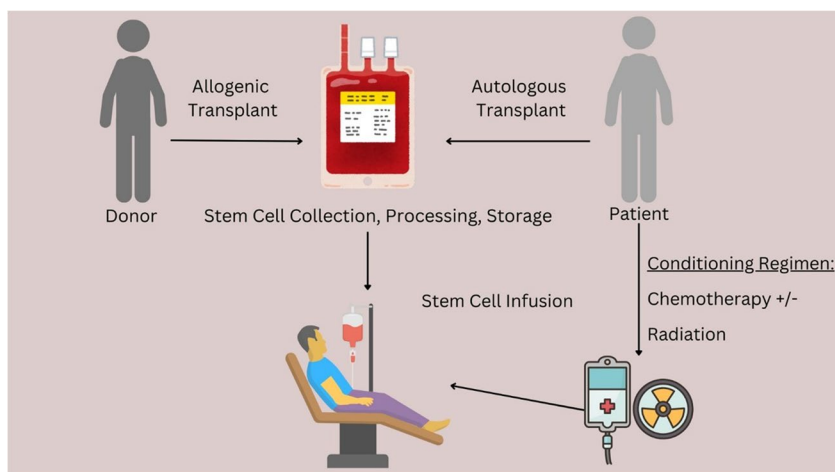 Allogenic
Transplant
Autologous
Transplant
Donor
Stem Cell Collection, Processing, Storage
Patient
Conditioning Regimen:
Chemotherapy +/-
Radiation
Stem Cell Infusion